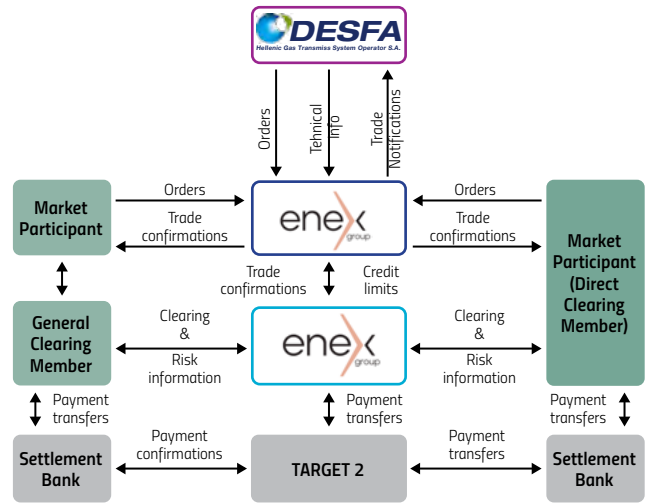 DESFA
Hellenic Gas Transmiss System Operator S.A.
Orders
Tehnical
Info
Trade
Notifications
Market
Participant
Orders
Trade
confirmations
enex
group
Orders
Trade
confirmations
Market
Participant
(Direct
Clearing
Member)
Trade
confirmations
Credit
limits
General
Clearing
Member
Clearing
&
Risk
information
enex
group
Clearing
&
Risk
information
Payment
transfers
Payment
transfers
Payment
transfers
Settlement
Bank
Payment
confirmations
TARGET 2
Payment
transfers
Settlement
Bank